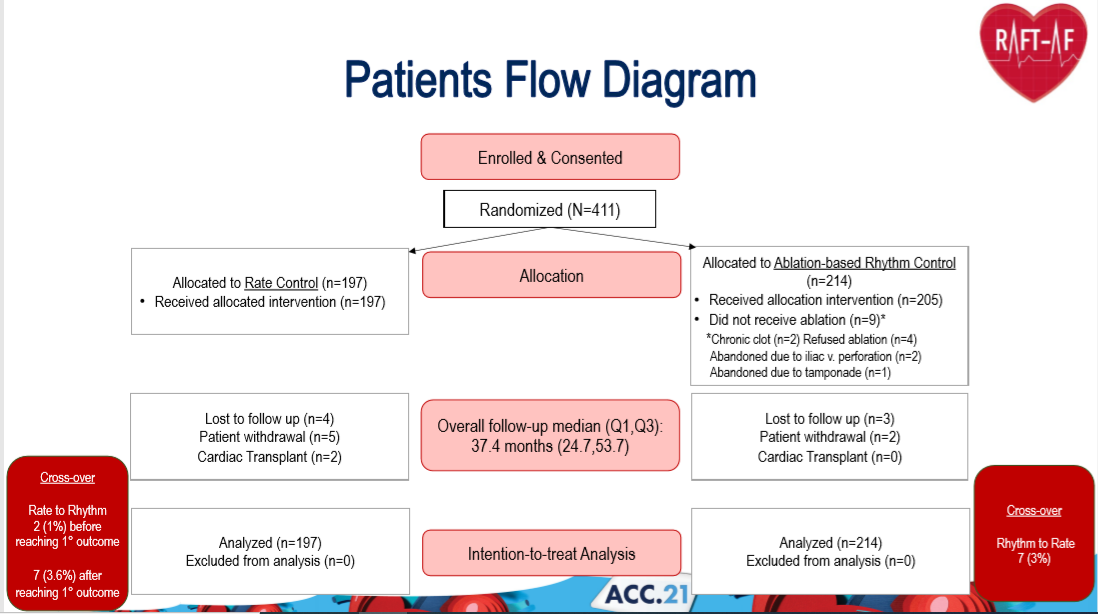 RAFT-AF
Patients Flow Diagram
Enrolled & Consented
Randomized (N=411)
Allocated to Rate Control (n=197)
• Received allocated intervention (n=197)
Allocation
Allocated to Ablation-based Rhythm Control
(n=214)
• Received allocation intervention (n=205)
• Did not receive ablation (n=9)*
*Chronic clot (n=2) Refused ablation (n=4)
Abandoned due to iliac v. perforation (n=2)
Abandoned due to tamponade (n=1)
Lost to follow up (n=4)
Patient withdrawal (n=5)
Cardiac Transplant (n=2)
Overall follow-up median (Q1,Q3):
37.4 months (24.7,53.7)
Lost to follow up (n=3)
Patient withdrawal (n=2)
Cardiac Transplant (n=0)
Cross-over
Rate to Rhythm
2 (1%) before
reaching 1° outcome
7 (3.6%) after
reaching 1° outcome
Analyzed (n=197)
Excluded from analysis (n=0)
Intention-to-treat Analysis
Analyzed (n=214)
Excluded from analysis (n=0)
Cross-over
Rhythm to Rate
7 (3%)
ACC.21